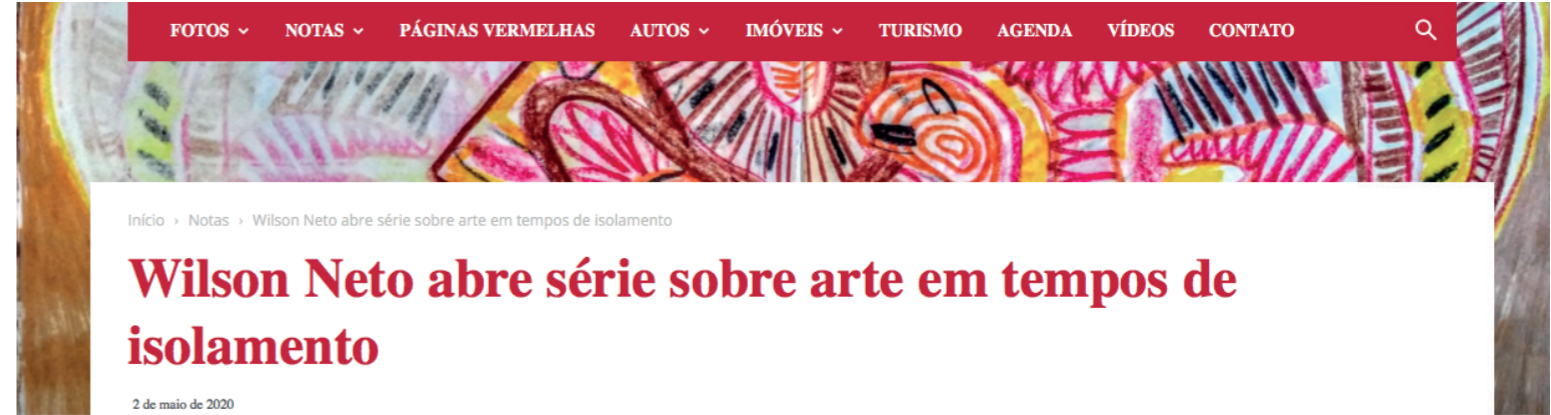 FOTOS NOTAS PÁGINAS VERMELHAS AUTOS IMÓVEIS TURISMO AGENDA VÍDEOS CONTATO
Início › Notas › Wilson Neto abre série sobre arte em tempos de isolamento
Wilson Neto abre série sobre arte em tempos de
isolamento
2 de maio de 2020